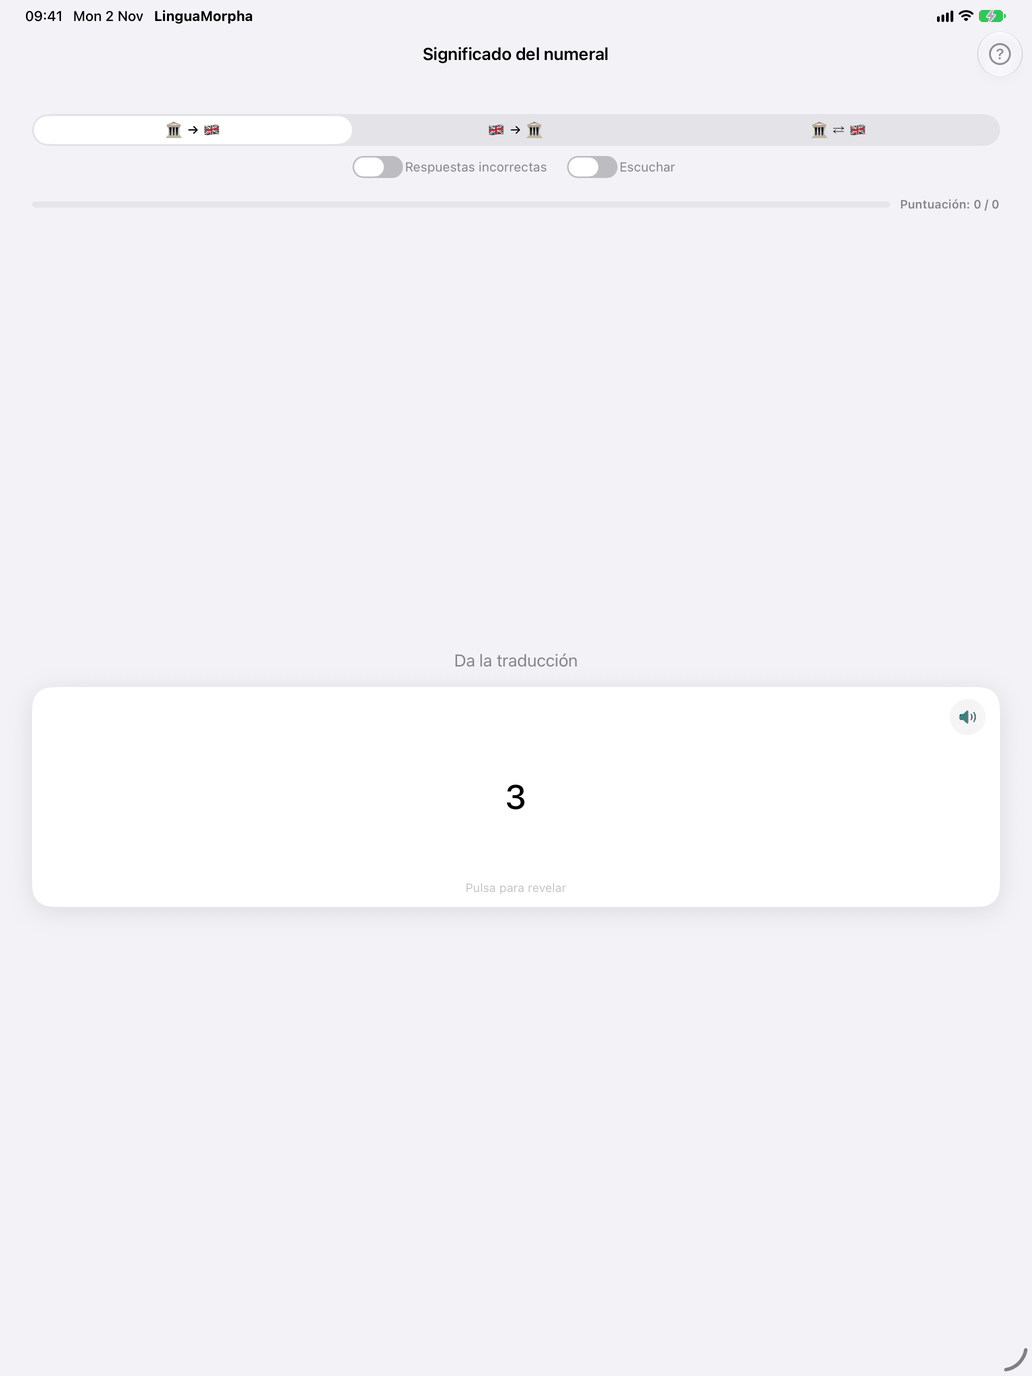 09:41 Mon 2 Nov LinguaMorpha
Significado del numeral
?
🏛️ → 🇬🇧
🇬🇧 → 🏛️
🏛️ ⇄ 🇬🇧
Respuestas incorrectas
Escuchar
Puntuación: 0 / 0
Da la traducción
3
Pulsa para revelar